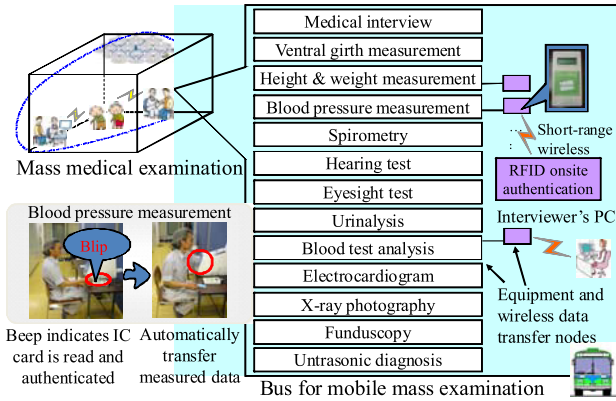 Medical interview
Ventral girth measurement
Height & weight measurement
Blood pressure measurement
Spirometry
Hearing test
Eyesight test
Urinalysis
Blood test analysis
Electrocardiogram
X-ray photography
Funduscopy
Untrasonic diagnosis
Mass medical examination
Short-range
wireless
RFID onsite
authentication
Interviewer's PC
Equipment and
wireless data
transfer nodes
Blood pressure measurement
Blip
Beep indicates IC
card is read and
authenticated
Automatically
transfer
measured data
Bus for mobile mass examination